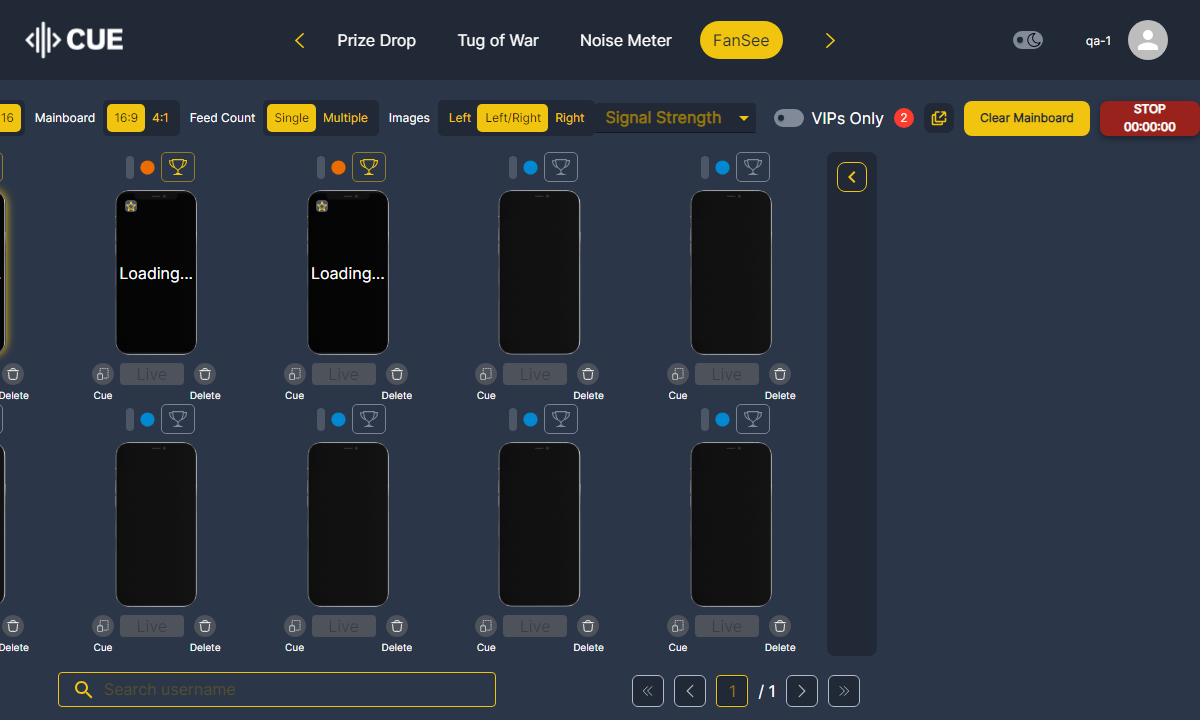 CUE
Prize Drop
Tug of War
Noise Meter
FanSee
qa-1
16
Mainboard
16:9
4:1
Feed Count
Single
Multiple
Images
Left
Left/Right
Right
Signal Strength
VIPs Only
2
Clear Mainboard
STOP
00:00:00
Loading...
Loading...
Delete
Cue
Live
Delete
Cue
Live
Delete
Cue
Live
Delete
Cue
Live
Delete
Delete
Cue
Live
Delete
Cue
Live
Delete
Cue
Live
Delete
Cue
Live
Delete
Search username
1
/ 1